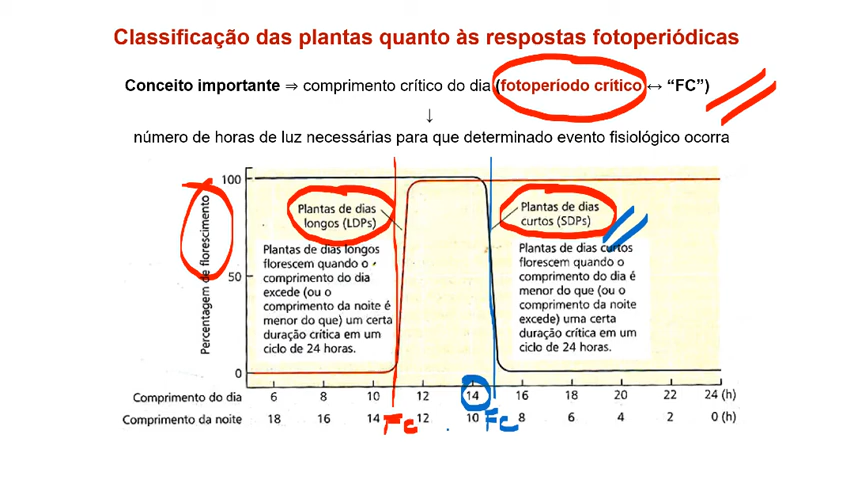 Classificação das plantas quanto às respostas fotoperiódicas
Conceito importante ⇒ comprimento crítico do dia (fotoperíodo crítico ↔ “FC”)
↓
número de horas de luz necessárias para que determinado evento fisiológico ocorra
Percentagem de florescimento
100
50
0
Plantas de dias
longos (LDPs)
Plantas de dias longos
florescem quando o
comprimento do dia
excede (ou o
comprimento da noite é
menor do que) um certa
duração crítica em um
ciclo de 24 horas.
Plantas de dias
curtos (SDPs)
Plantas de dias curtos
florescem quando o
comprimento do dia é
menor do que (ou o
comprimento da noite
excede) uma certa
duração crítica em um
ciclo de 24 horas.
Comprimento do dia 6 8 10 12 14 16 18 20 22 24 (h)
Comprimento da noite 18 16 14 12 10 8 6 4 2 0 (h)
Fc
FC